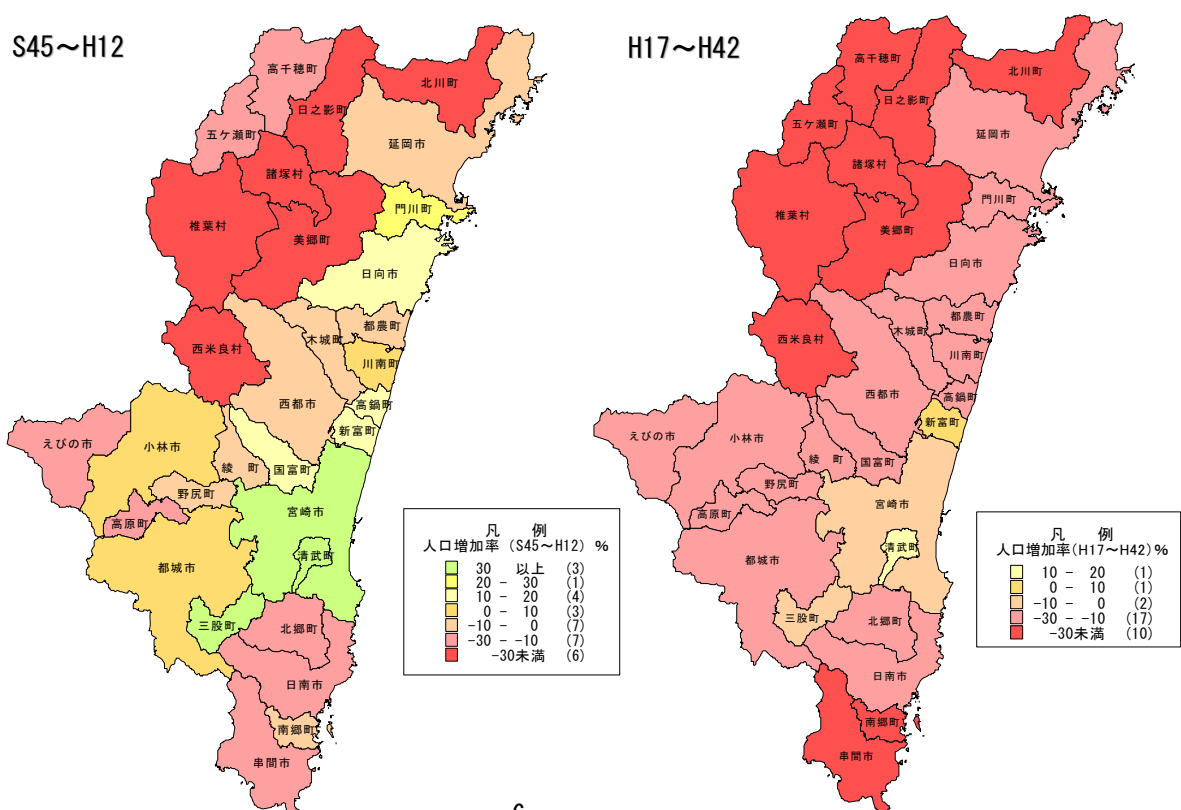 S45～H12
高千穂町
北川町
日之影町
五ケ瀬町
延岡市
諸塚村
門川町
椎葉村
美郷町
日向市
木城町
都農町
西米良村
川南町
西都市
高鍋町
新富町
えびの市
小林市
綾　町
国富町
野尻町
宮崎市
高原町
清武町
都城市
三股町
北郷町
日南市
南郷町
串間市
凡　例
人口増加率（S45～H12）％
30　以上　(3)
20 － 30　(1)
10 － 20　(4)
0 － 10　(3)
-10 － 0　(7)
-30 － -10　(7)
-30未満　(6)
H17～H42
高千穂町
北川町
日之影町
五ケ瀬町
延岡市
諸塚村
門川町
椎葉村
美郷町
日向市
木城町
都農町
西米良村
川南町
西都市
高鍋町
新富町
えびの市
小林市
綾　町
国富町
野尻町
宮崎市
高原町
清武町
都城市
三股町
北郷町
日南市
南郷町
串間市
凡　例
人口増加率(H17～H42)％
10 － 20　(1)
0 － 10　(1)
-10 － 0　(2)
-30 － -10　(17)
-30未満　(10)